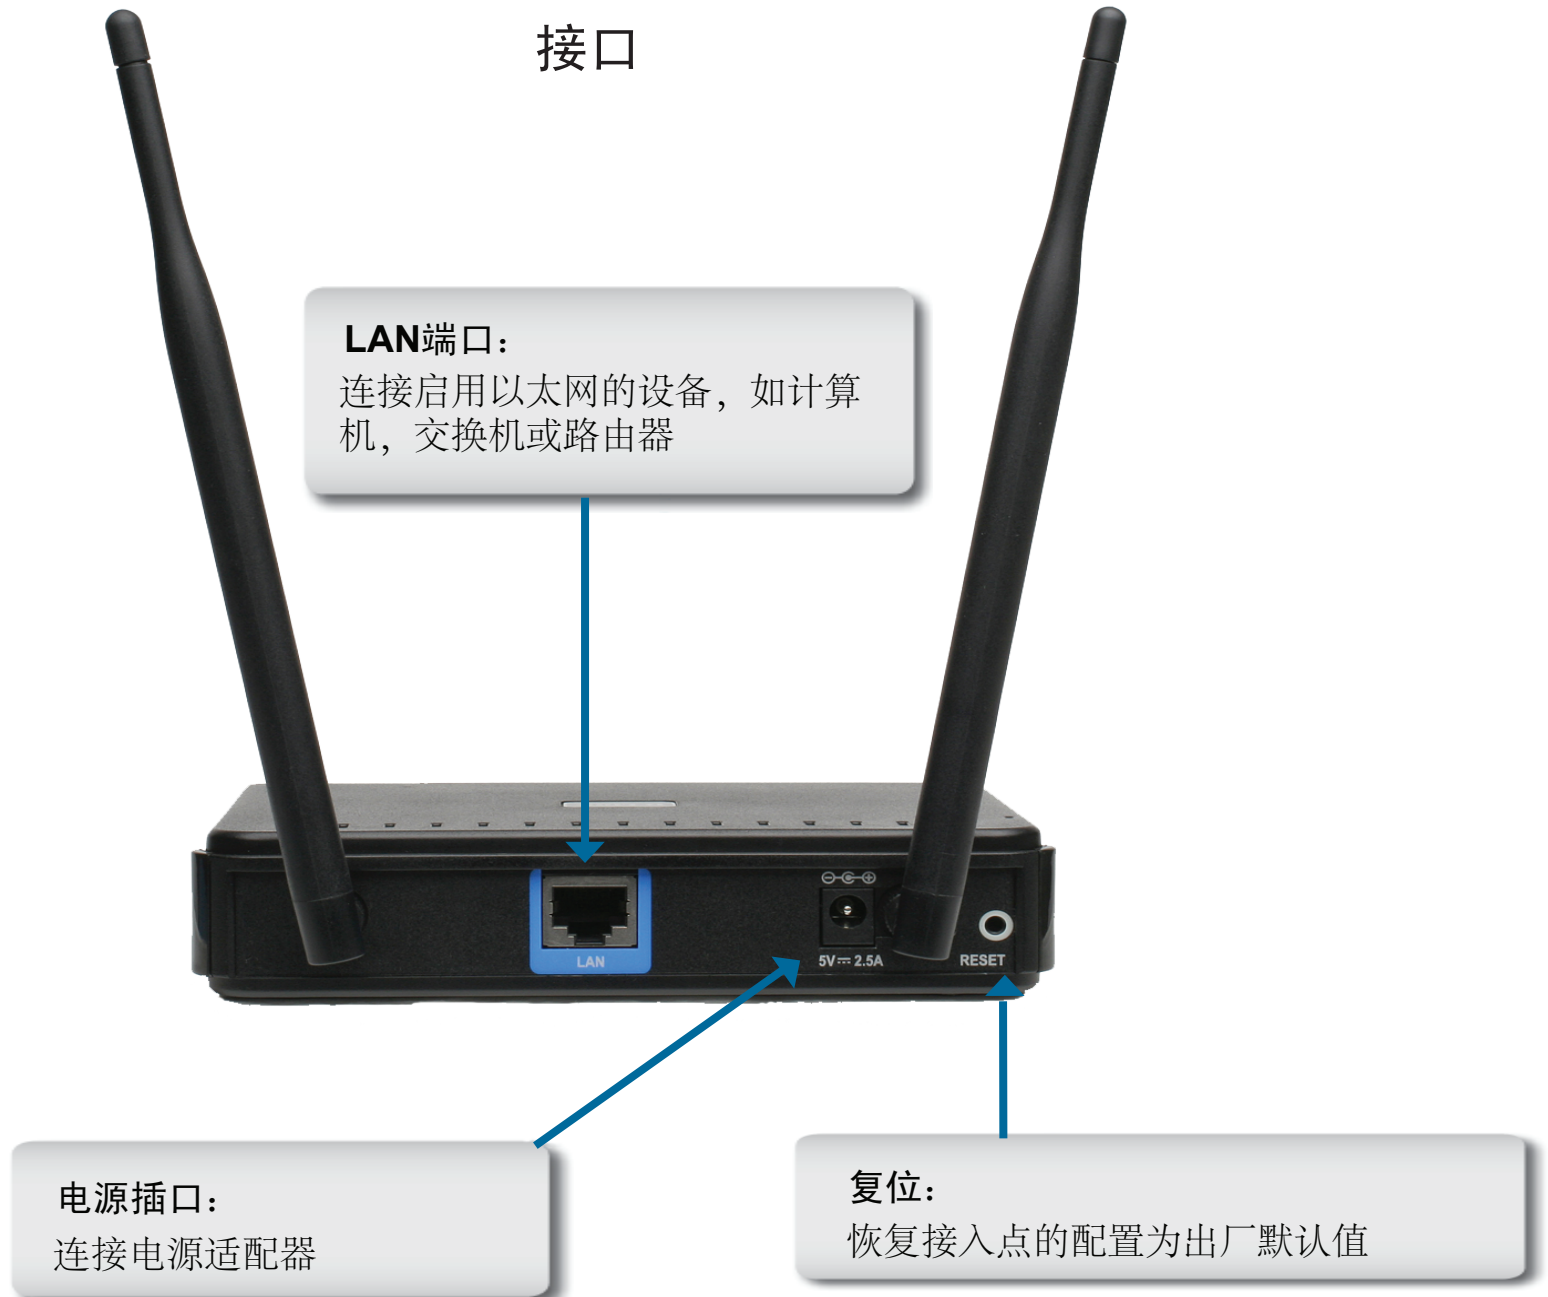 接口
LAN端口：
连接启用以太网的设备，如计算
机，交换机或路由器
LAN
5V⎓2.5A
RESET
电源插口：
连接电源适配器
复位：
恢复接入点的配置为出厂默认值